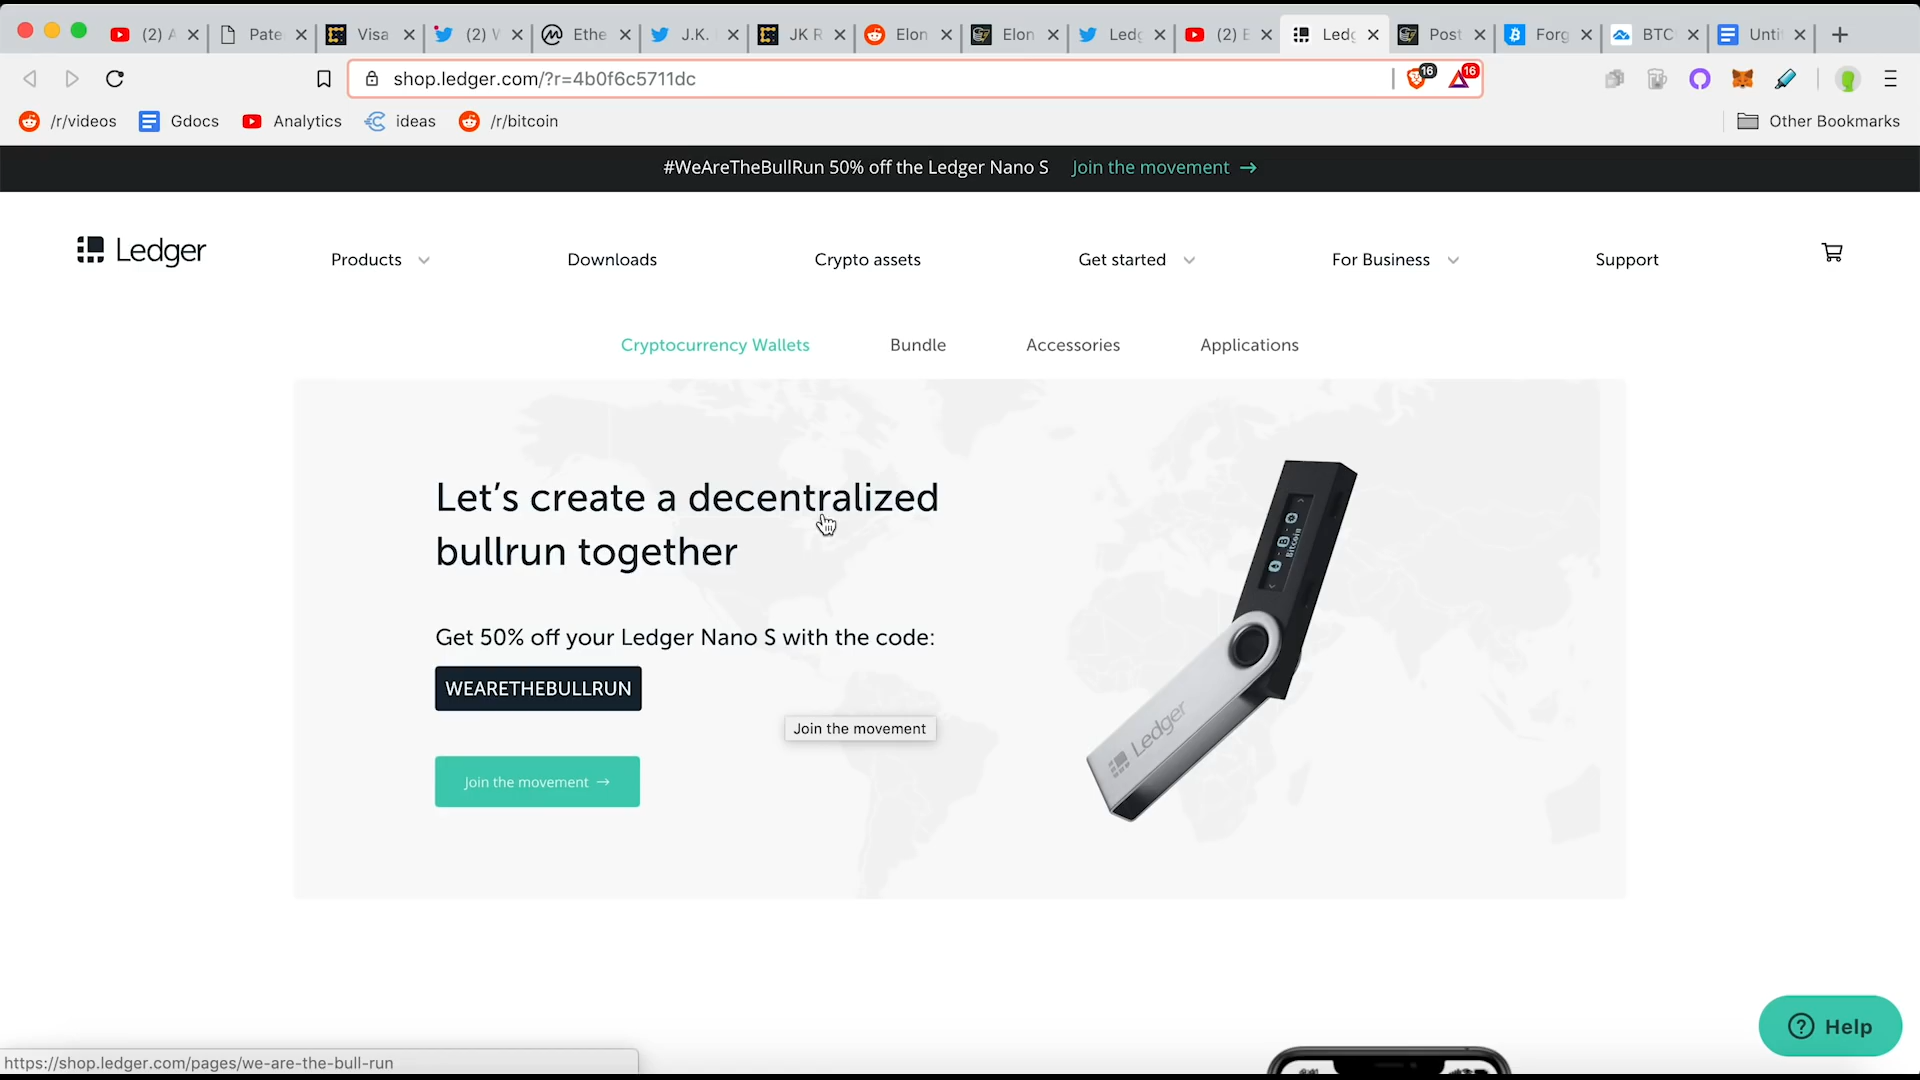 (2) A
Pate
Visa
(2) W
Ethe
J.K.
JK R
Elon
Elon
Ledg
(2) E
Ledg
Post
Forg
BTC
Unti
shop.ledger.com/?r=4b0f6c5711dc
16
16
/r/videos
Gdocs
Analytics
ideas
/r/bitcoin
Other Bookmarks
#WeAreTheBullRun 50% off the Ledger Nano S Join the movement →
Ledger
Products
Downloads
Crypto assets
Get started
For Business
Support
Cryptocurrency Wallets
Bundle
Accessories
Applications
Let's create a decentralized
bullrun together
Get 50% off your Ledger Nano S with the code:
WEARETHEBULLRUN
Join the movement
Join the movement →
Bitcoin
Ledger
Help
https://shop.ledger.com/pages/we-are-the-bull-run